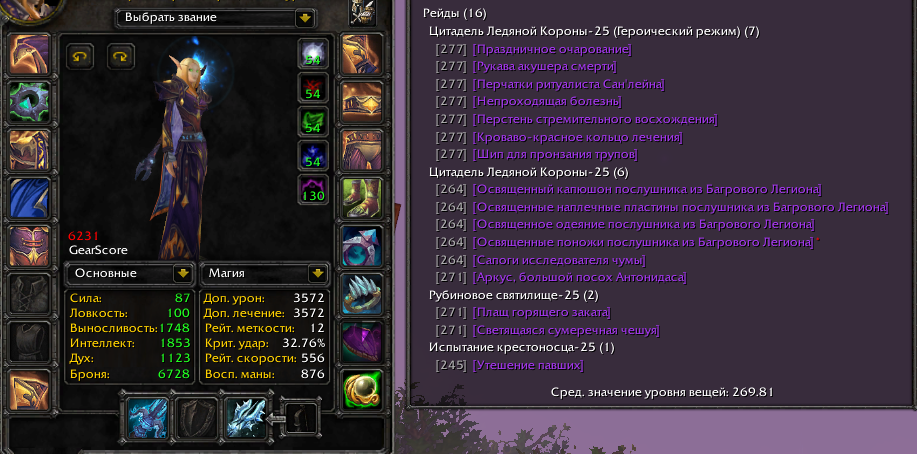 Выбрать звание
54
54
54
54
130
6231
GearScore
Основные
Магия
Сила: 87
Ловкость: 100
Выносливость: 1748
Интеллект: 1853
Дух: 1123
Броня: 6728
Доп. урон: 3572
Доп. лечение: 3572
Рейт. меткости: 12
Крит. удар: 32.76%
Рейт. скорости: 556
Восп. маны: 876
Рейды (16)
Цитадель Ледяной Короны-25 (Героический режим) (7)
[277] [Праздничное очарование]
[277] [Рукава акушера смерти]
[277] [Перчатки ритуалиста Сан'лейна]
[277] [Непроходящая болезнь]
[277] [Перстень стремительного восхождения]
[277] [Кроваво-красное кольцо лечения]
[277] [Шип для пронзания трупов]
Цитадель Ледяной Короны-25 (6)
[264] [Освященный капюшон послушника из Багрового Легиона]
[264] [Освященные наплечные пластины послушника из Багрового Легиона]
[264] [Освященное одеяние послушника из Багрового Легиона]
[264] [Освященные поножи послушника из Багрового Легиона]*
[264] [Сапоги исследователя чумы]
[271] [Аркус, большой посох Антонидаса]
Рубиновое святилище-25 (2)
[271] [Плащ горящего заката]
[271] [Светящаяся сумеречная чешуя]
Испытание крестоносца-25 (1)
[245] [Утешение павших]
Сред. значение уровня вещей: 269.81